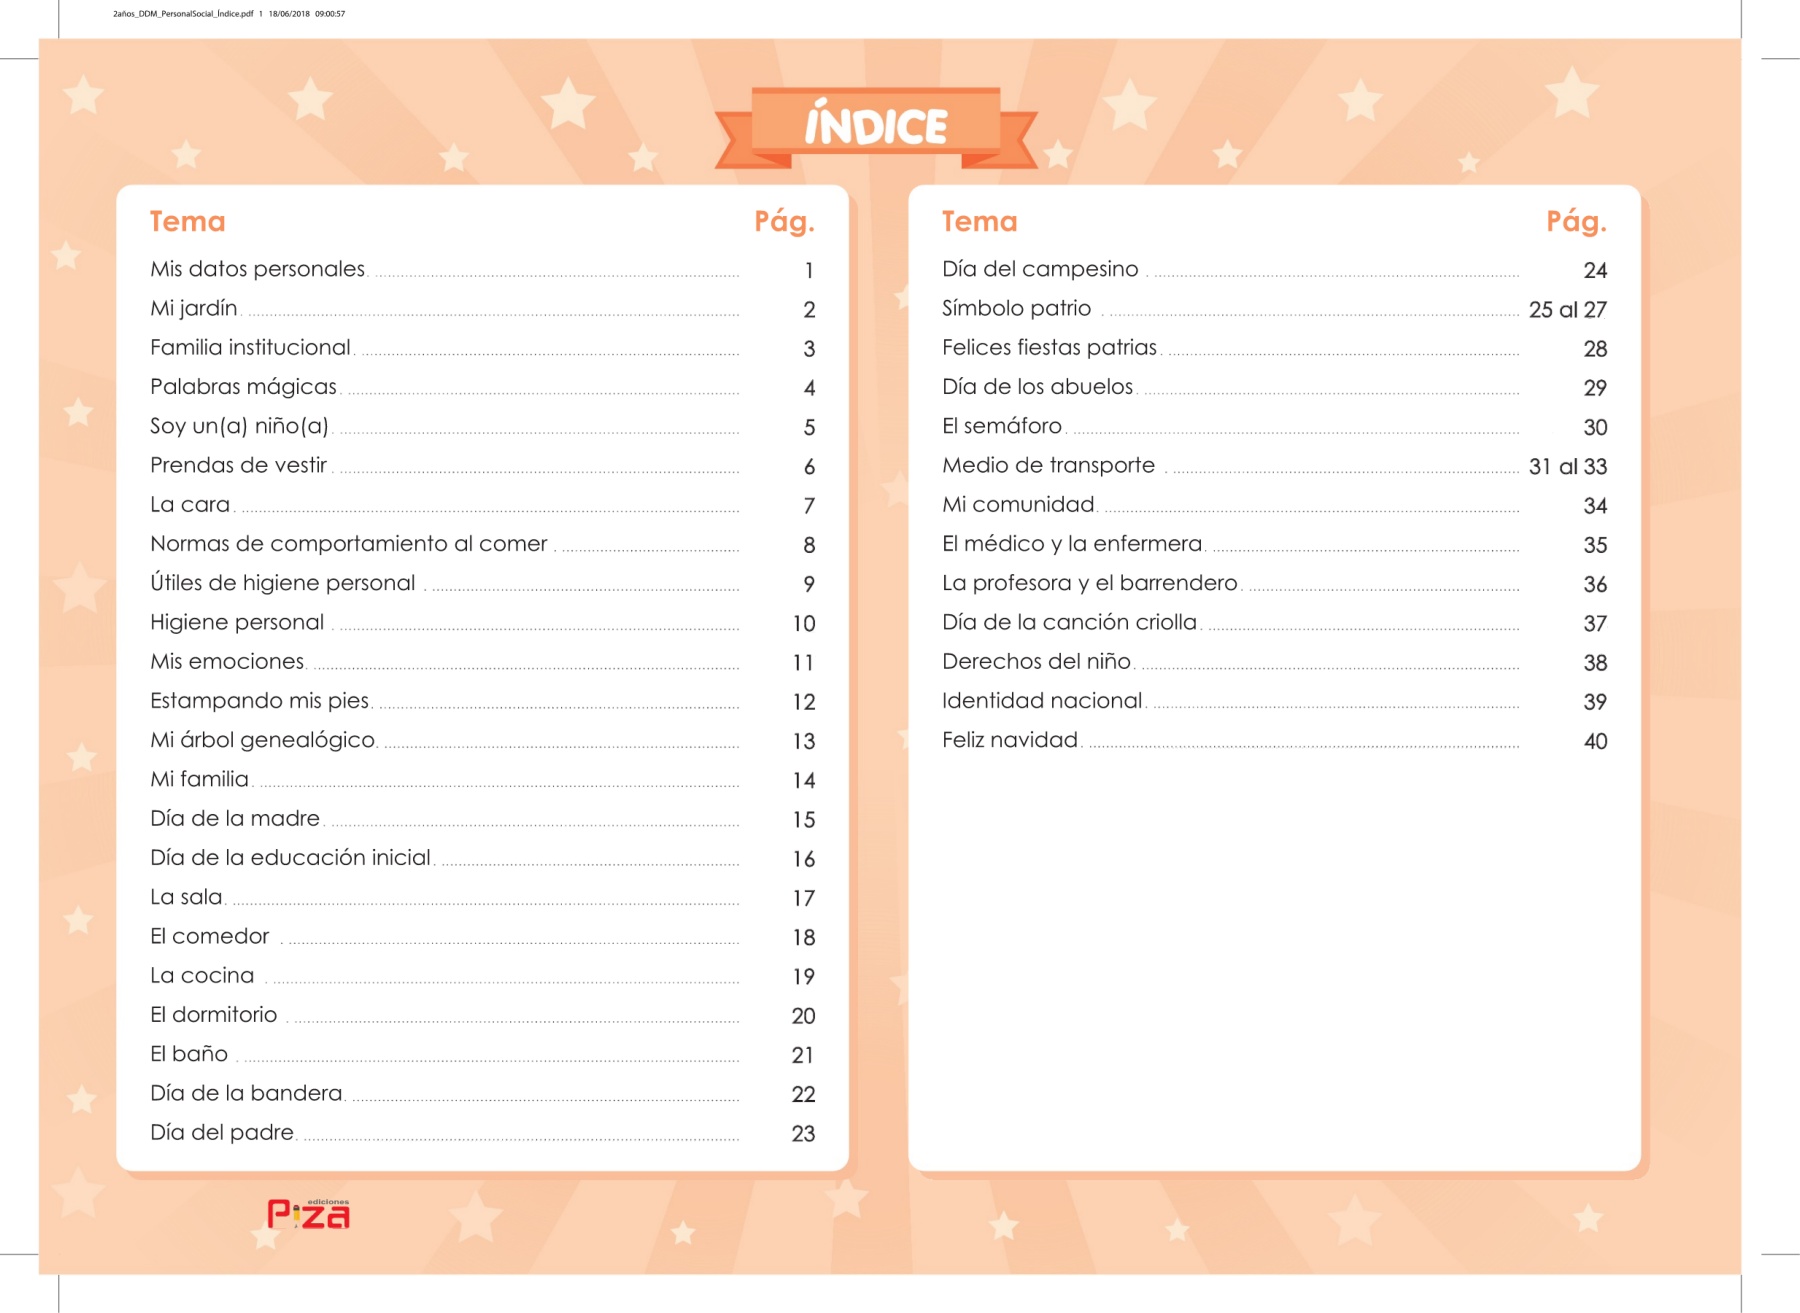 2años_DDM_PersonalSocial_Índice.pdf 1 18/06/2018 09:00:57
ÍNDICE
Tema Pág.
Mis datos personales 1
Mi jardín 2
Familia institucional 3
Palabras mágicas 4
Soy un(a) niño(a) 5
Prendas de vestir 6
La cara 7
Normas de comportamiento al comer 8
Útiles de higiene personal 9
Higiene personal 10
Mis emociones 11
Estampando mis pies 12
Mi árbol genealógico 13
Mi familia 14
Día de la madre 15
Día de la educación inicial 16
La sala 17
El comedor 18
La cocina 19
El dormitorio 20
El baño 21
Día de la bandera 22
Día del padre 23
Tema Pág.
Día del campesino 24
Símbolo patrio 25 al 27
Felices fiestas patrias 28
Día de los abuelos 29
El semáforo 30
Medio de transporte 31 al 33
Mi comunidad 34
El médico y la enfermera 35
La profesora y el barrendero 36
Día de la canción criolla 37
Derechos del niño 38
Identidad nacional 39
Feliz navidad 40
ediciones
Piza